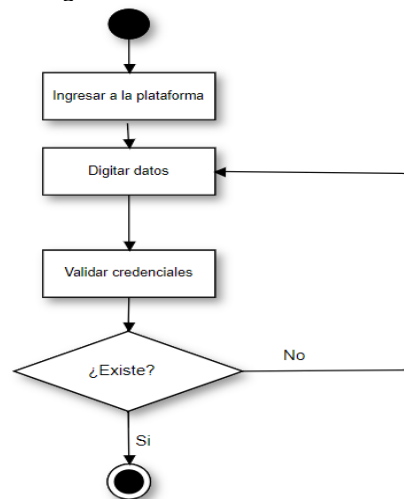 Ingresar a la plataforma
Digitar datos
Validar credenciales
¿Existe?
No
Si